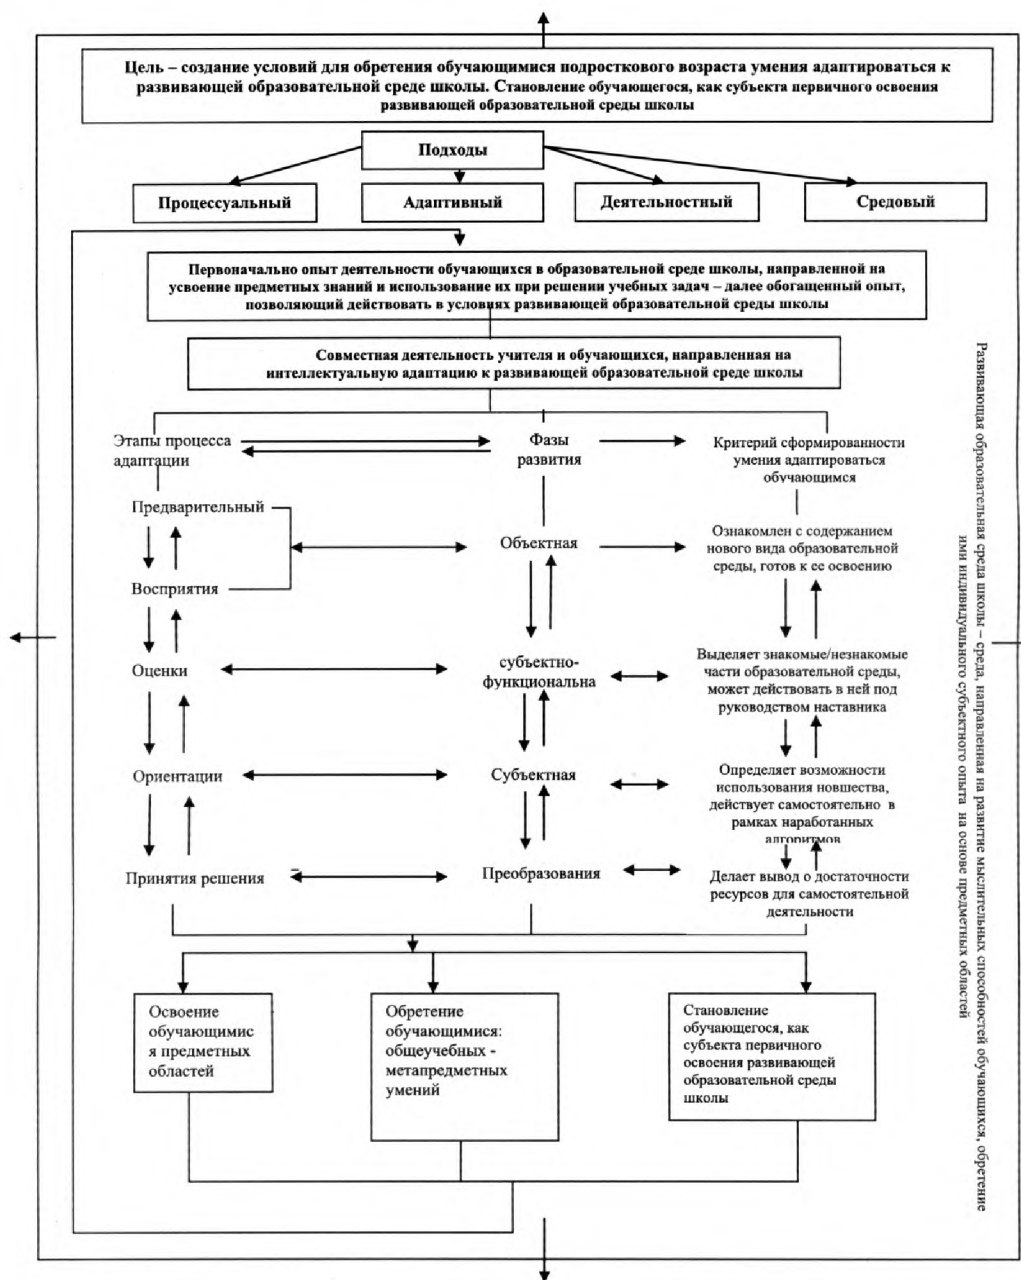 Цель – создание условий для обретения обучающимися подросткового возраста умения адаптироваться к
развивающей образовательной среде школы. Становление обучающегося, как субъекта первичного освоения
развивающей образовательной среды школы
Подходы
Процессуальный
Адаптивный
Деятельностный
Средовый
Первоначально опыт деятельности обучающихся в образовательной среде школы, направленной на
усвоение предметных знаний и использование их при решении учебных задач – далее обогащенный опыт,
позволяющий действовать в условиях развивающей образовательной среды школы
Совместная деятельность учителя и обучающихся, направленная на
интеллектуальную адаптацию к развивающей образовательной среде школы
Этапы процесса
адаптации
Фазы
развития
Критерий сформированности
умения адаптироваться
обучающимся
Предварительный
Восприятия
Объектная
Ознакомлен с содержанием
нового вида образовательной
среды, готов к ее освоению
Оценки
субъектно-
функциональна
Выделяет знакомые/незнакомые
части образовательной среды,
может действовать в ней под
руководством наставника
Ориентации
Субъектная
Определяет возможности
использования новшества,
действует самостоятельно в
рамках наработанных
алгоритмов
Принятия решения
Преобразования
Делает вывод о достаточности
ресурсов для самостоятельной
деятельности
Освоение
обучающимис
я предметных
областей
Обретение
обучающимися:
общеучебных -
метапредметных
умений
Становление
обучающегося, как
субъекта первичного
освоения развивающей
образовательной среды
школы
Развивающая образовательная среда школы – среда, направленная на развитие мыслительных способностей обучающихся, обретение
ими индивидуального субъектного опыта на основе предметных областей